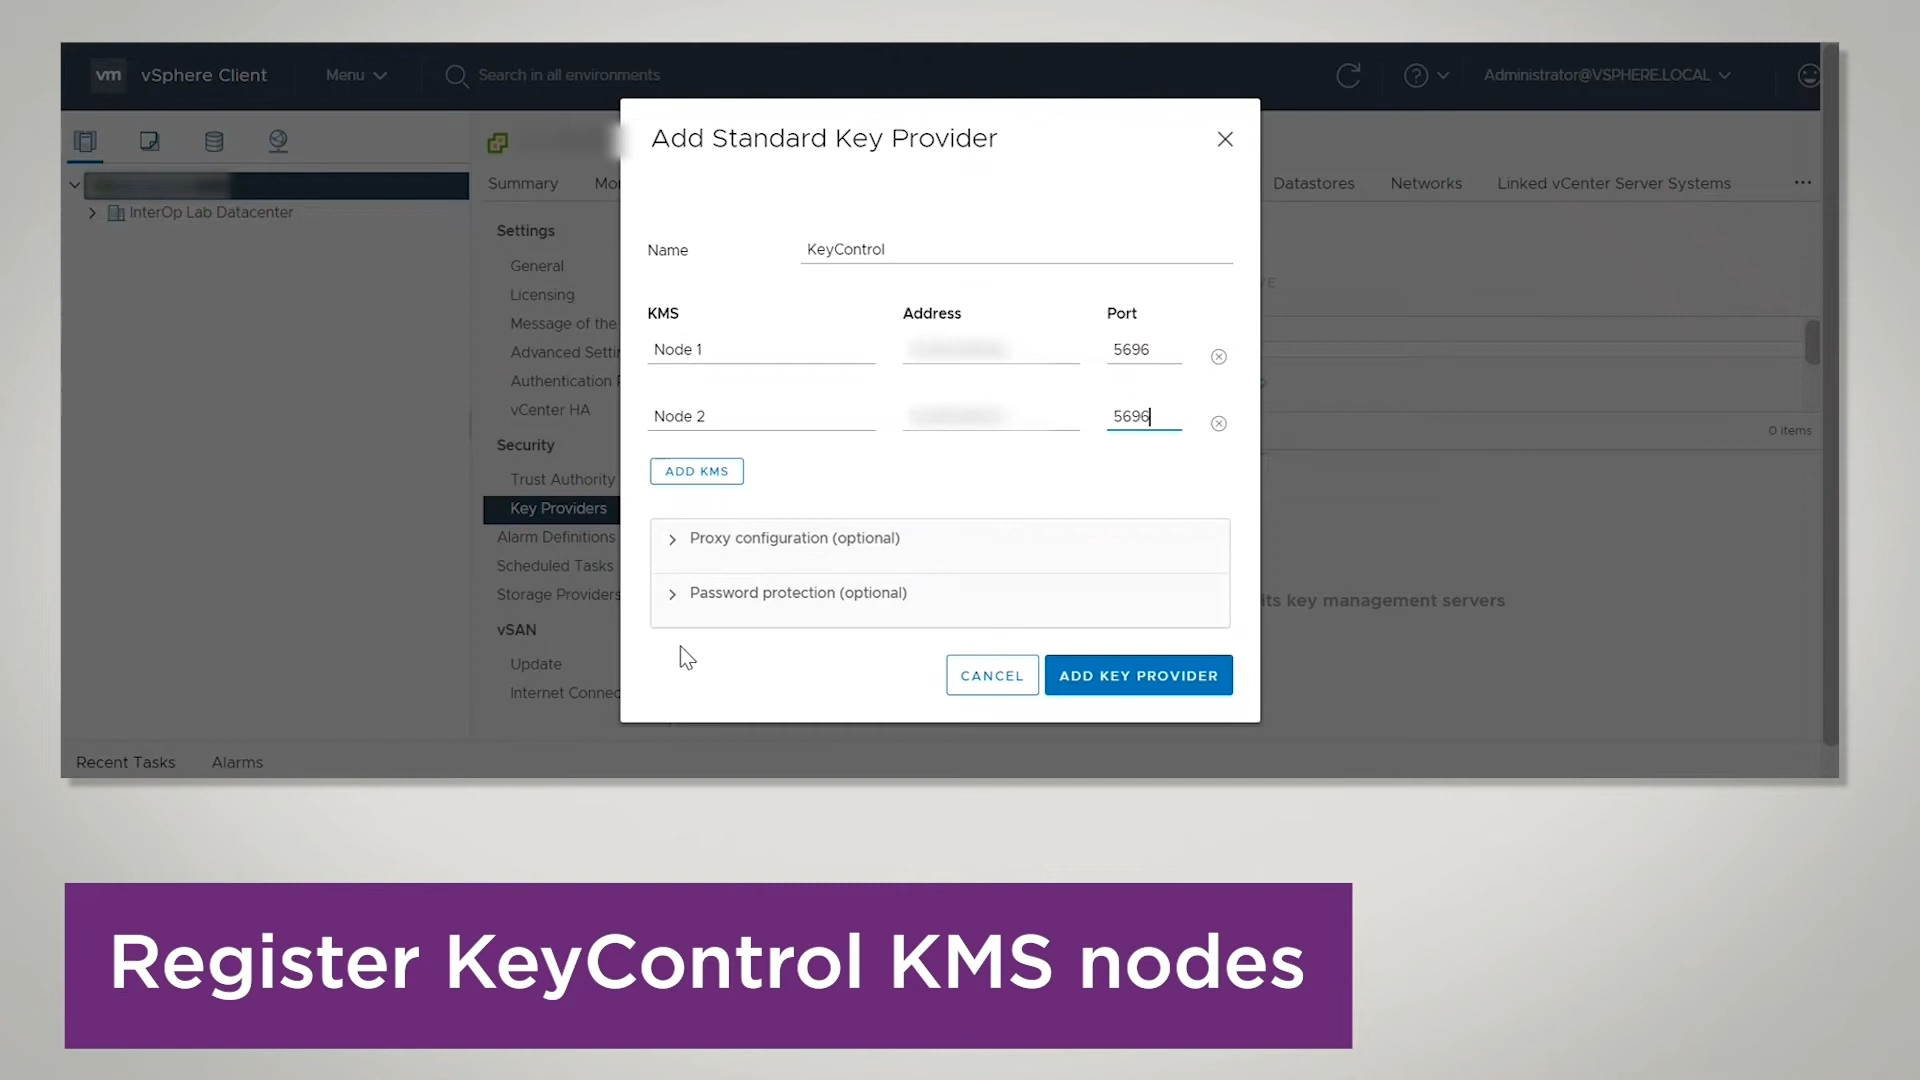 vm vSphere Client Menu Search in all environments Administrator@VSPHERE.LOCAL
Add Standard Key Provider
Summary Mo Datastores Networks Linked vCenter Server Systems ...
InterOp Lab Datacenter
Settings
General
Licensing
Message of the
Advanced Setti
Authentication
vCenter HA
Security
Trust Authority
Key Providers
Alarm Definitions
Scheduled Tasks
Storage Providers
vSAN
Update
Internet Connec
Name KeyControl
KMS Address Port
Node 1 5696
Node 2 5696
ADD KMS
Proxy configuration (optional)
Password protection (optional)
CANCEL ADD KEY PROVIDER
0 items
its key management servers
Recent Tasks Alarms
Register KeyControl KMS nodes